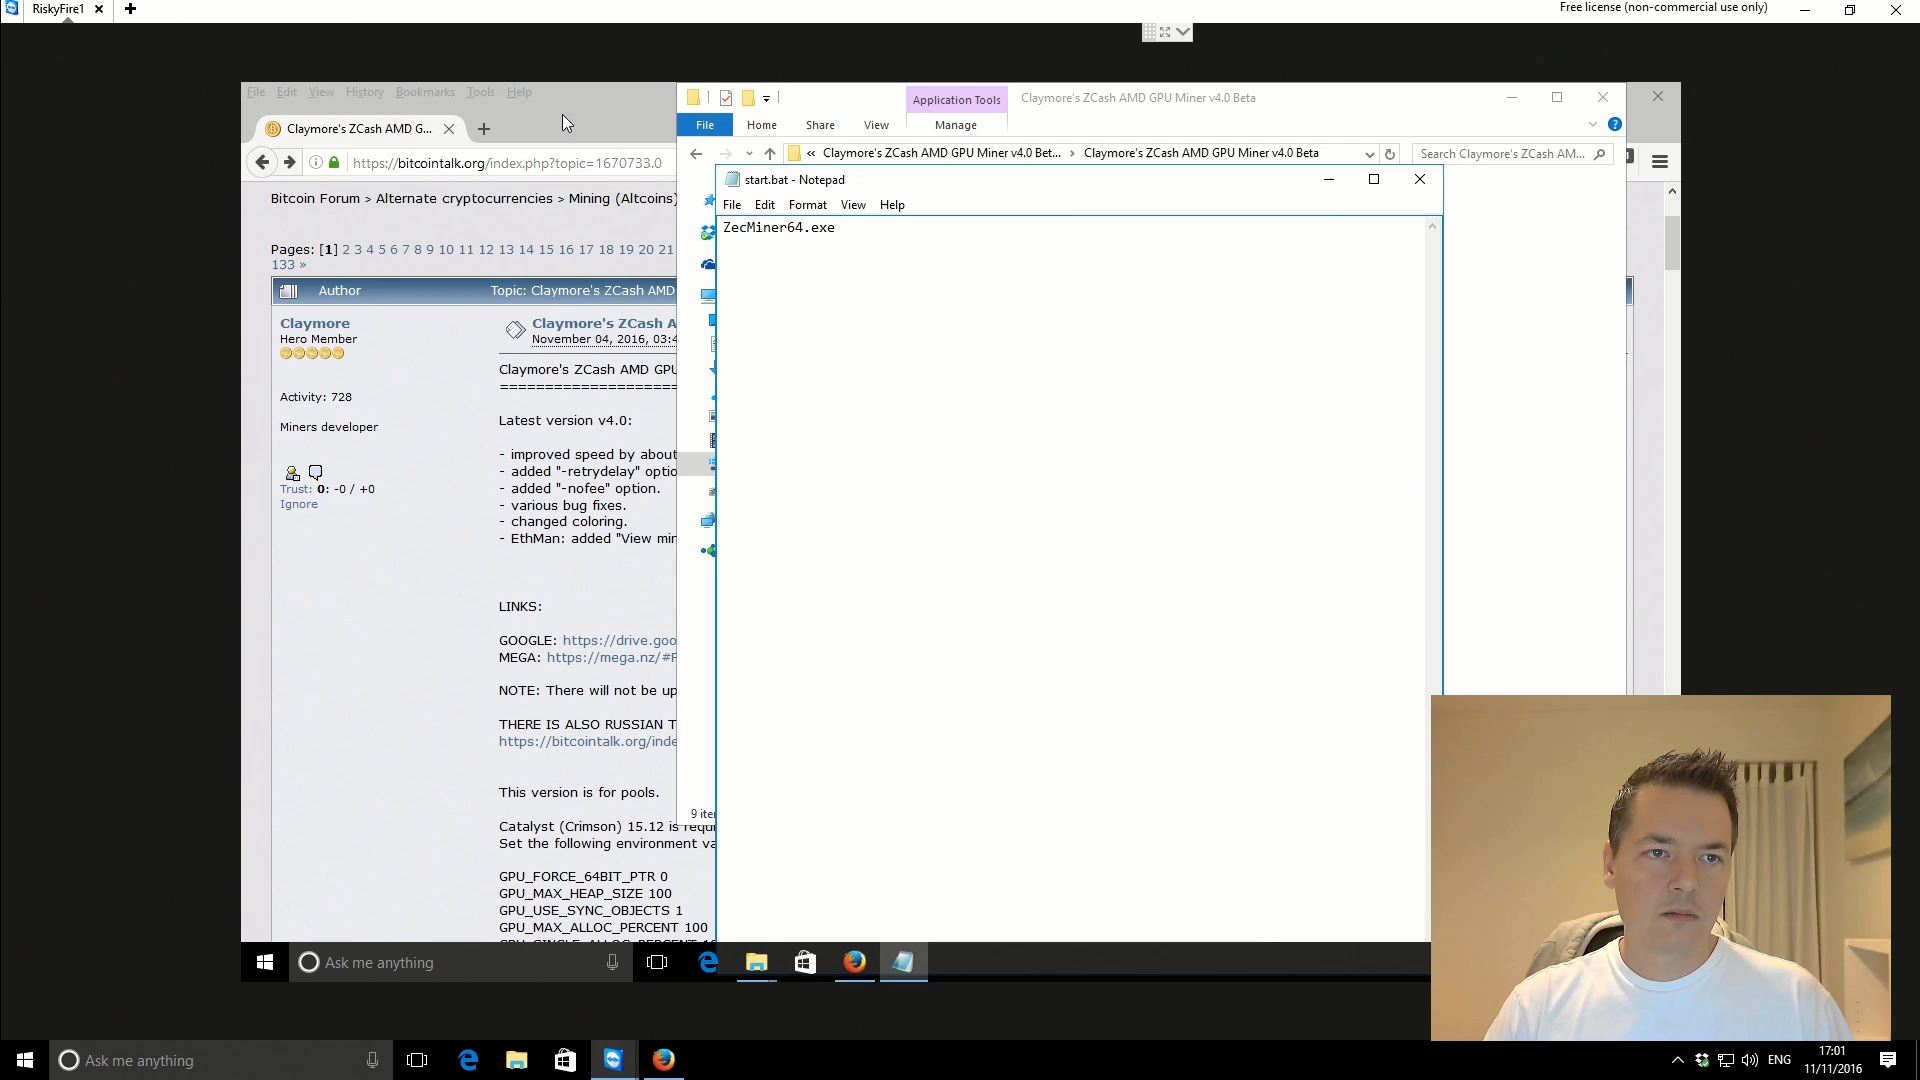 RiskyFire1
Free license (non-commercial use only)
File Edit View History Bookmarks Tools Help
Claymore's ZCash AMD G...
https://bitcointalk.org/index.php?topic=1670733.0
Bitcoin Forum > Alternate cryptocurrencies > Mining (Altcoins)
Pages: [1] 2 3 4 5 6 7 8 9 10 11 12 13 14 15 16 17 18 19 20 21
133 »
Author
Topic: Claymore's ZCash AMD
Claymore
Hero Member
Activity: 728
Miners developer
Trust: 0: -0 / +0
Ignore
Claymore's ZCash A
November 04, 2016, 03:4
Claymore's ZCash AMD GPU
=====================
Latest version v4.0:
- improved speed by about
- added "-retrydelay" optio
- added "-nofee" option.
- various bug fixes.
- changed coloring.
- EthMan: added "View mir
LINKS:
GOOGLE: https://drive.goo
MEGA: https://mega.nz/#F
NOTE: There will not be up
THERE IS ALSO RUSSIAN T
https://bitcointalk.org/inde
This version is for pools.
Catalyst (Crimson) 15.12 is requi
Set the following environment va
GPU_FORCE_64BIT_PTR 0
GPU_MAX_HEAP_SIZE 100
GPU_USE_SYNC_OBJECTS 1
GPU_MAX_ALLOC_PERCENT 100
Application Tools
Claymore's ZCash AMD GPU Miner v4.0 Beta
File Home Share View Manage
« Claymore's ZCash AMD GPU Miner v4.0 Bet... > Claymore's ZCash AMD GPU Miner v4.0 Beta
Search Claymore's ZCash AM...
9 iter
start.bat - Notepad
File Edit Format View Help
ZecMiner64.exe
Ask me anything
Ask me anything
ENG
17:01
11/11/2016